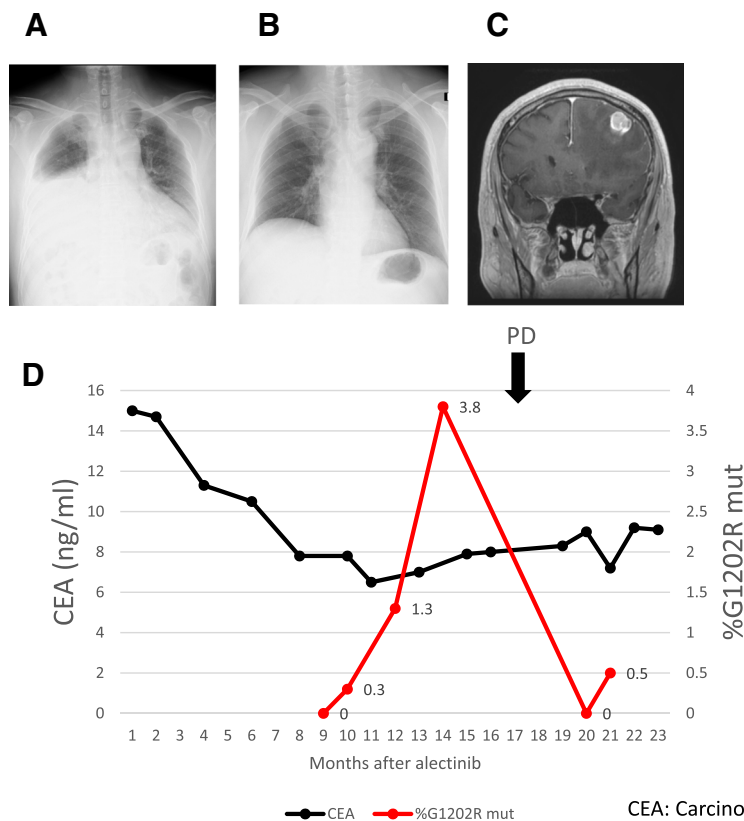 A
B
C
PD
D
16
14
12
10
8
6
4
2
0
CEA (ng/ml)
4
3.5
3
2.5
2
1.5
1
0.5
0
%G1202R mut
3.8
1.3
0.3
0
0
0.5
1 2 3 4 5 6 7 8 9 10 11 12 13 14 15 16 17 18 19 20 21 22 23
Months after alectinib
CEA %G1202R mut
CEA: Carcino